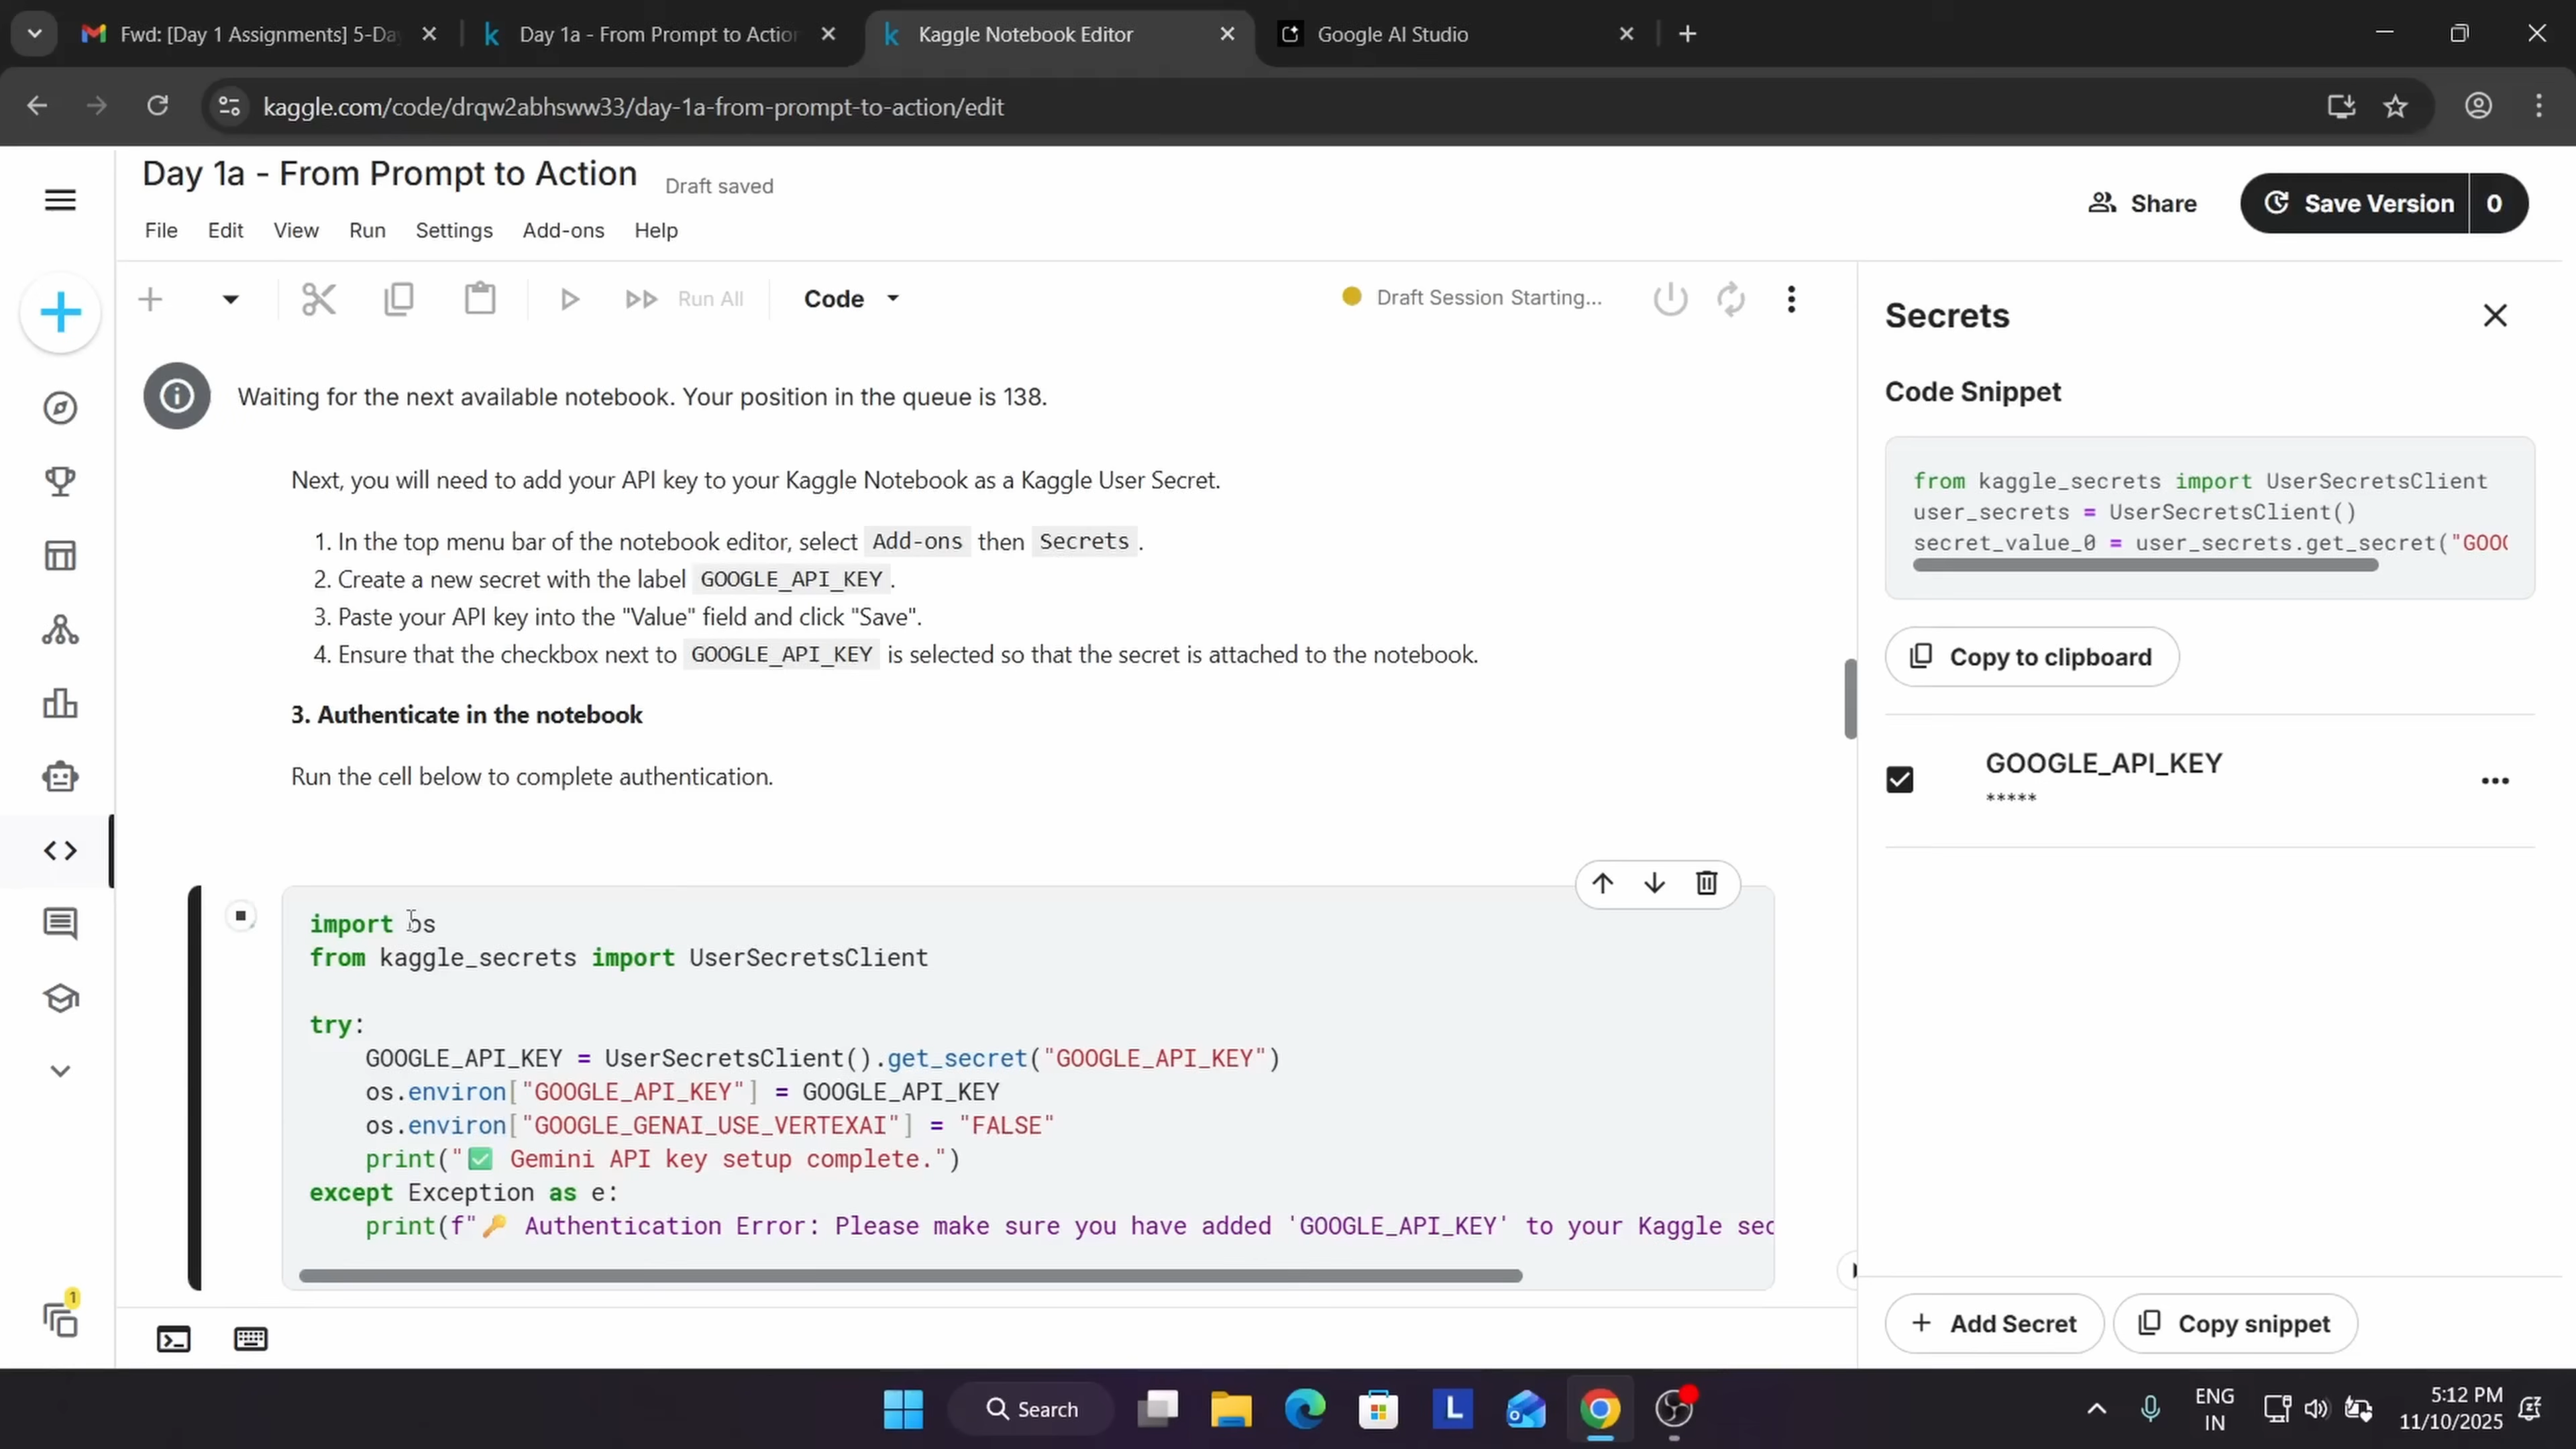 Fwd: [Day 1 Assignments] 5-Da
Day 1a - From Prompt to Action
Kaggle Notebook Editor
Google AI Studio
kaggle.com/code/drqw2abhsww33/day-1a-from-prompt-to-action/edit
Day 1a - From Prompt to Action
Draft saved
Share
Save Version
0
File
Edit
View
Run
Settings
Add-ons
Help
Run All
Code
Draft Session Starting...
Waiting for the next available notebook. Your position in the queue is 138.
Next, you will need to add your API key to your Kaggle Notebook as a Kaggle User Secret.
1. In the top menu bar of the notebook editor, select Add-ons then Secrets .
2. Create a new secret with the label GOOGLE_API_KEY .
3. Paste your API key into the "Value" field and click "Save".
4. Ensure that the checkbox next to GOOGLE_API_KEY is selected so that the secret is attached to the notebook.
3. Authenticate in the notebook
Run the cell below to complete authentication.
import os
from kaggle_secrets import UserSecretsClient
try:
GOOGLE_API_KEY = UserSecretsClient().get_secret("GOOGLE_API_KEY")
os.environ["GOOGLE_API_KEY"] = GOOGLE_API_KEY
os.environ["GOOGLE_GENAI_USE_VERTEXAI"] = "FALSE"
print("✅ Gemini API key setup complete.")
except Exception as e:
print(f"🔑 Authentication Error: Please make sure you have added 'GOOGLE_API_KEY' to your Kaggle sec
Secrets
Code Snippet
from kaggle_secrets import UserSecretsClient
user_secrets = UserSecretsClient()
secret_value_0 = user_secrets.get_secret("GOO
Copy to clipboard
GOOGLE_API_KEY
*****
Add Secret
Copy snippet
1
Search
L
ENG
IN
5:12 PM
11/10/2025